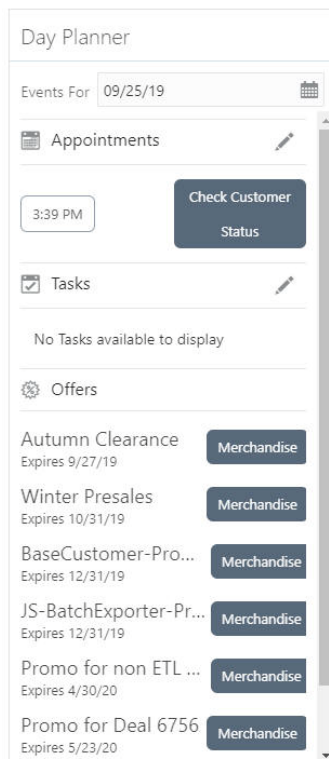 Day Planner
Events For 09/25/19
Appointments
3:39 PM
Check Customer
Status
Tasks
No Tasks available to display
Offers
Autumn Clearance
Expires 9/27/19
Merchandise
Winter Presales
Expires 10/31/19
Merchandise
BaseCustomer-Pro...
Expires 12/31/19
Merchandise
JS-BatchExporter-Pr...
Expires 12/31/19
Merchandise
Promo for non ETL ...
Expires 4/30/20
Merchandise
Promo for Deal 6756
Expires 5/23/20
Merchandise